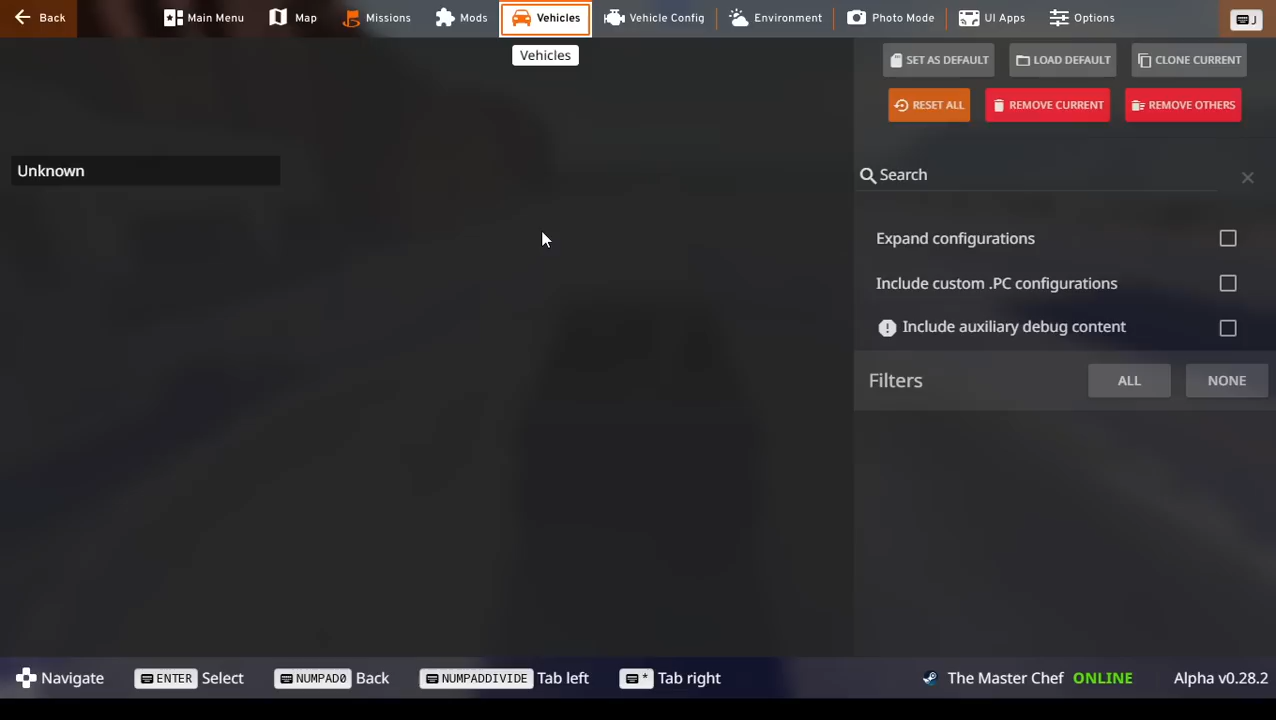 Back
Main Menu
Map
Missions
Mods
Vehicles
Vehicle Config
Environment
Photo Mode
UI Apps
Options
J
Vehicles
SET AS DEFAULT
LOAD DEFAULT
CLONE CURRENT
RESET ALL
REMOVE CURRENT
REMOVE OTHERS
Unknown
Search
Expand configurations
Include custom .PC configurations
Include auxiliary debug content
Filters
ALL
NONE
Navigate
ENTER Select
NUMPAD0 Back
NUMPADDIVIDE Tab left
* Tab right
The Master Chef ONLINE
Alpha v0.28.2